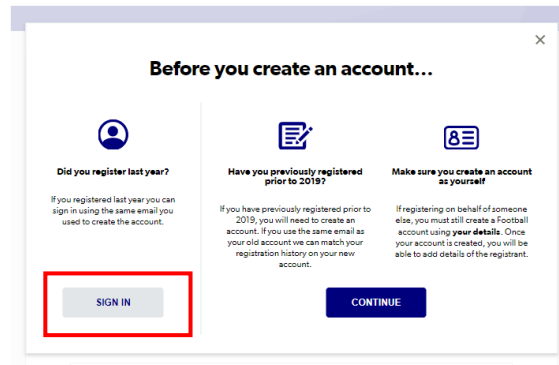 Before you create an account...
Did you register last year?
If you registered last year you can
sign in using the same email you
used to create the account.
SIGN IN
Have you previously registered
prior to 2019?
If you have previously registered prior to
2019, you will need to create an
account. If you use the same email as
your old account we can match your
registration history on your new
account.
Make sure you create an account
as yourself
If registering on behalf of someone
else, you must still create a Football
account using your details. Once
your account is created, you will be
able to add details of the registrant.
CONTINUE